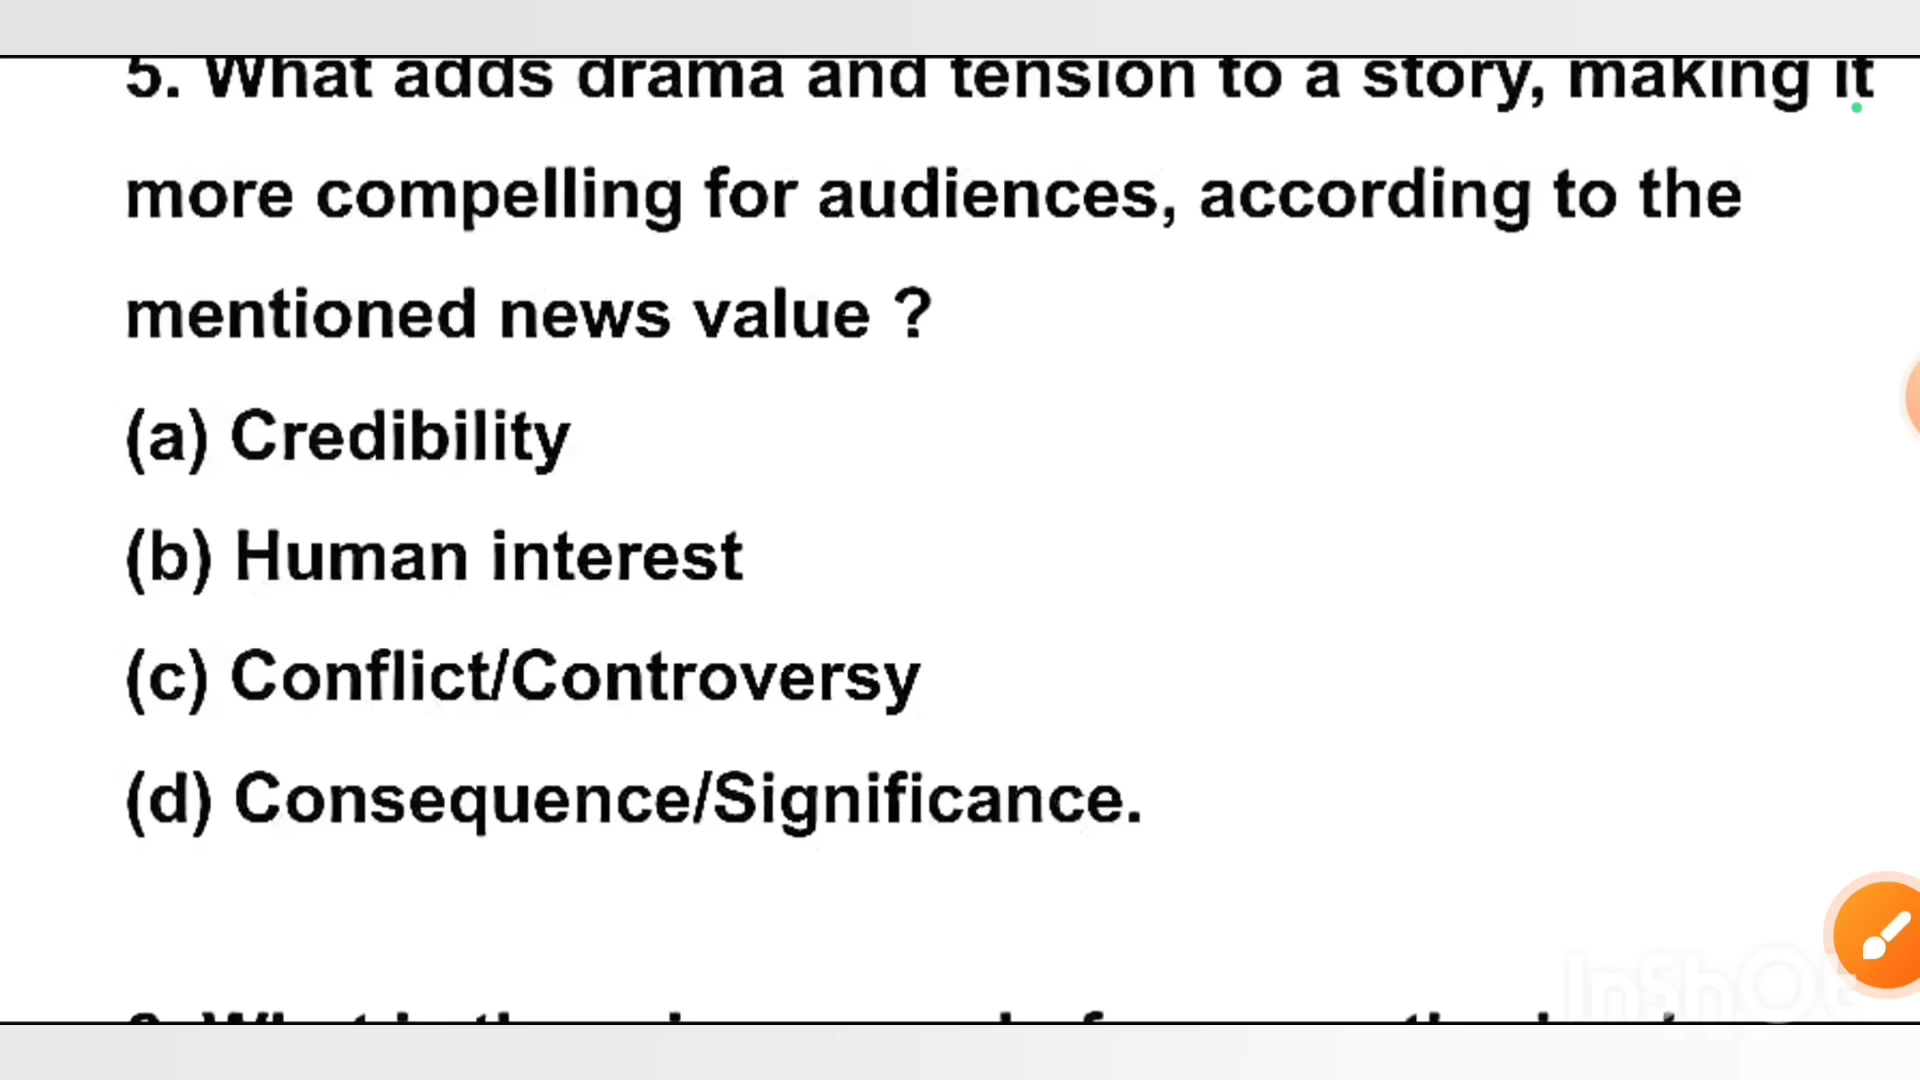 5. What adds drama and tension to a story, making it
more compelling for audiences, according to the
mentioned news value ?
(a) Credibility
(b) Human interest
(c) Conflict/Controversy
(d) Consequence/Significance.
InShOt